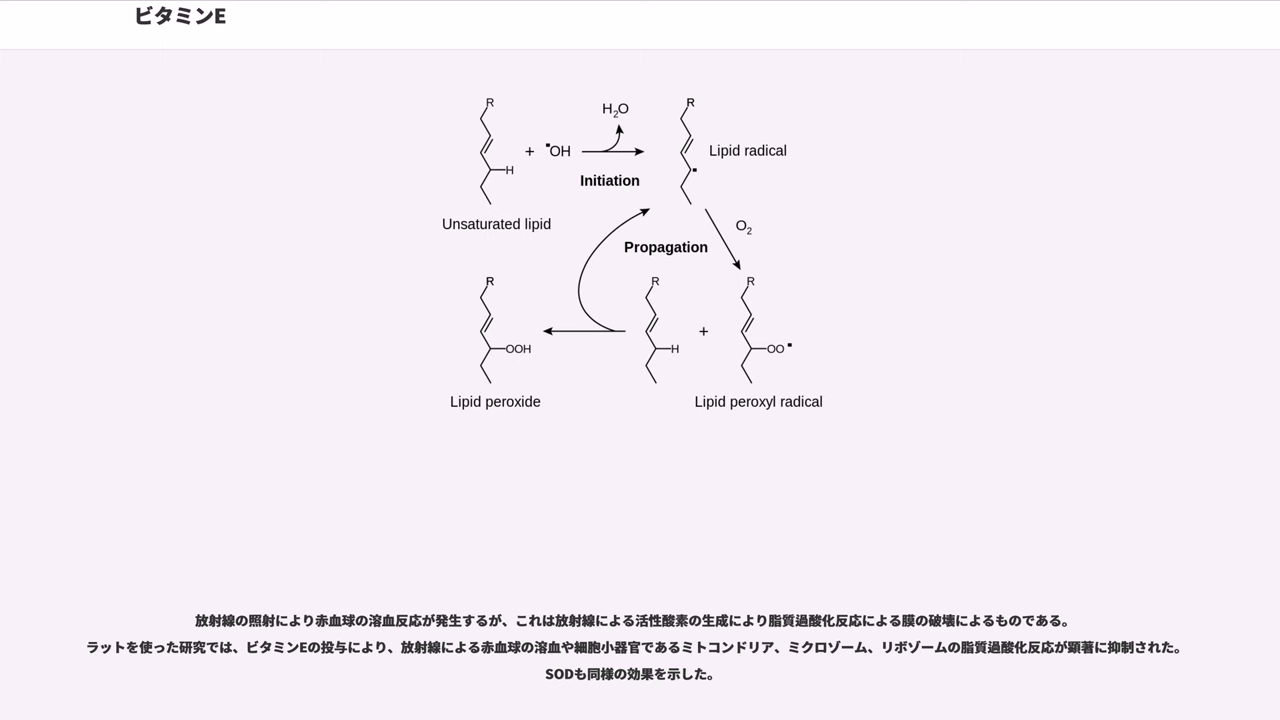 ビタミンE
R
H₂O
R
+
▪OH
Lipid radical
H
Initiation
Unsaturated lipid
O₂
Propagation
R
R
R
+
OOH
H
OO▪
Lipid peroxide
Lipid peroxyl radical
放射線の照射により赤血球の溶血反応が発生するが、これは放射線による活性酸素の生成により脂質過酸化反応による膜の破壊によるものである。
ラットを使った研究では、ビタミンEの投与により、放射線による赤血球の溶血や細胞小器官であるミトコンドリア、ミクロゾーム、リボゾームの脂質過酸化反応が顕著に抑制された。
SODも同様の効果を示した。